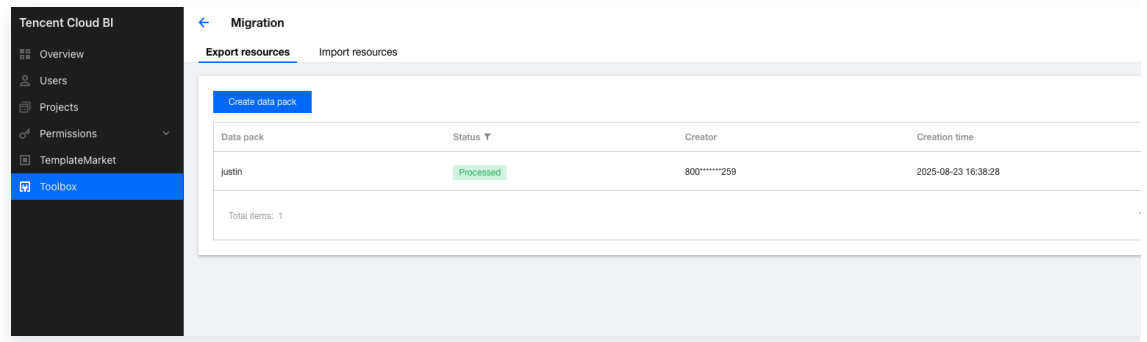 Tencent Cloud BI
Overview
Users
Projects
Permissions
TemplateMarket
Toolbox
Migration
Export resources Import resources
Create data pack
Data pack Status Creator Creation time
justin Processed 800*******259 2025-08-23 16:38:28
Total items: 1